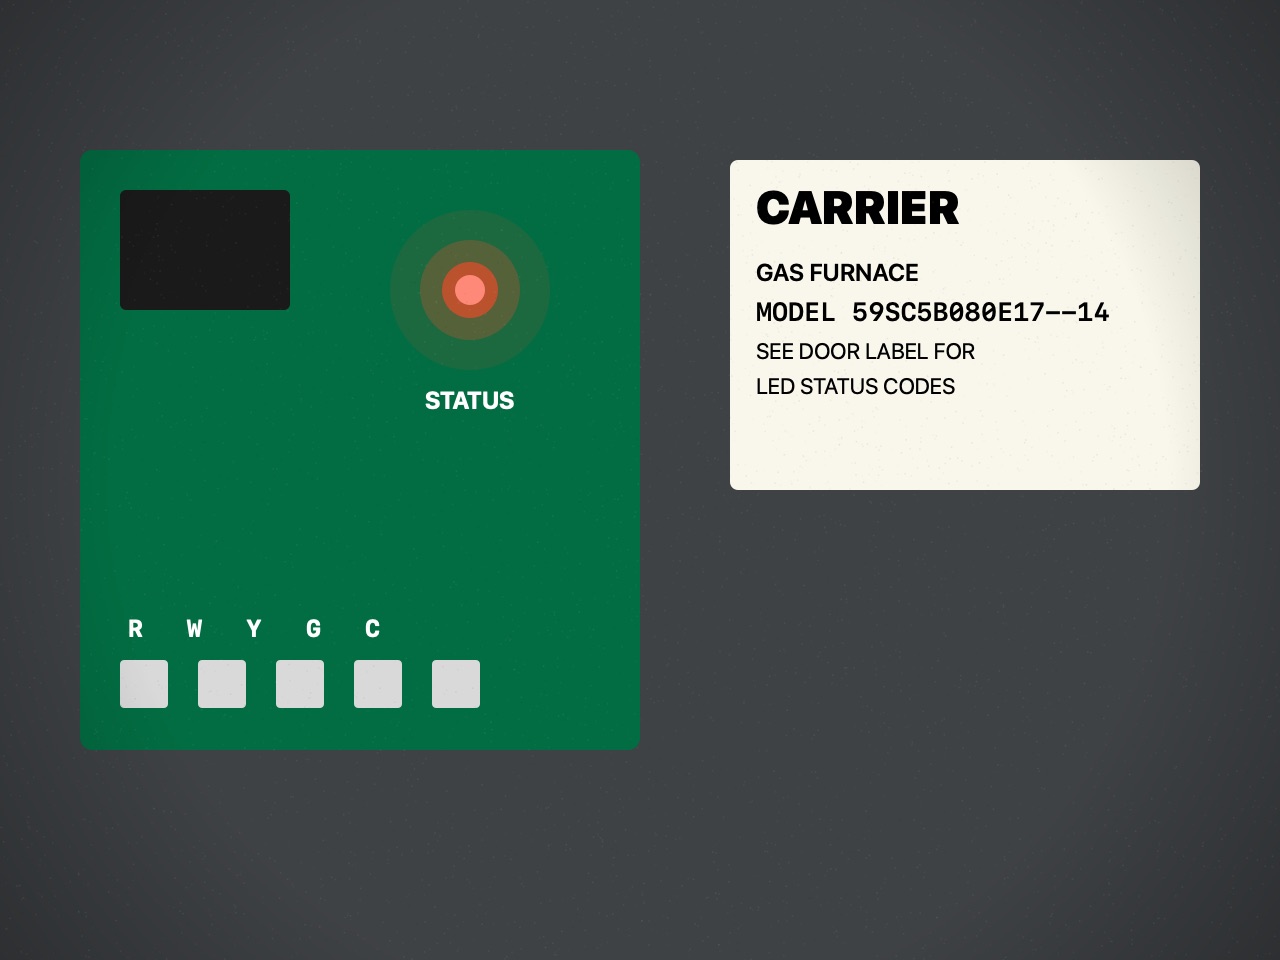 STATUS
R W Y G C
CARRIER
GAS FURNACE
MODEL 59SC5B080E17--14
SEE DOOR LABEL FOR
LED STATUS CODES